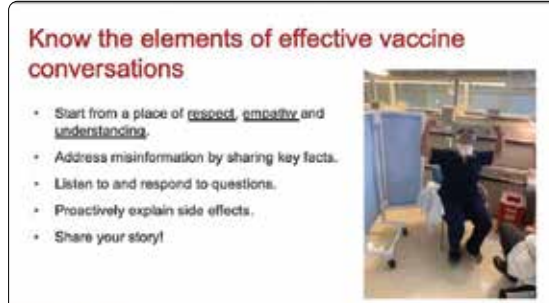 Know the elements of effective vaccine
conversations
• Start from a place of respect, empathy and
understanding.
• Address misinformation by sharing key facts.
• Listen to and respond to questions.
• Proactively explain side effects.
• Share your story!